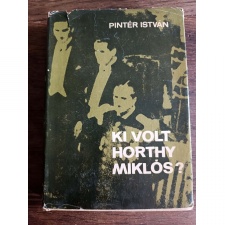 PINTÉR ISTVÁN
KI VOLT
HORTHY
MIKLÓS?